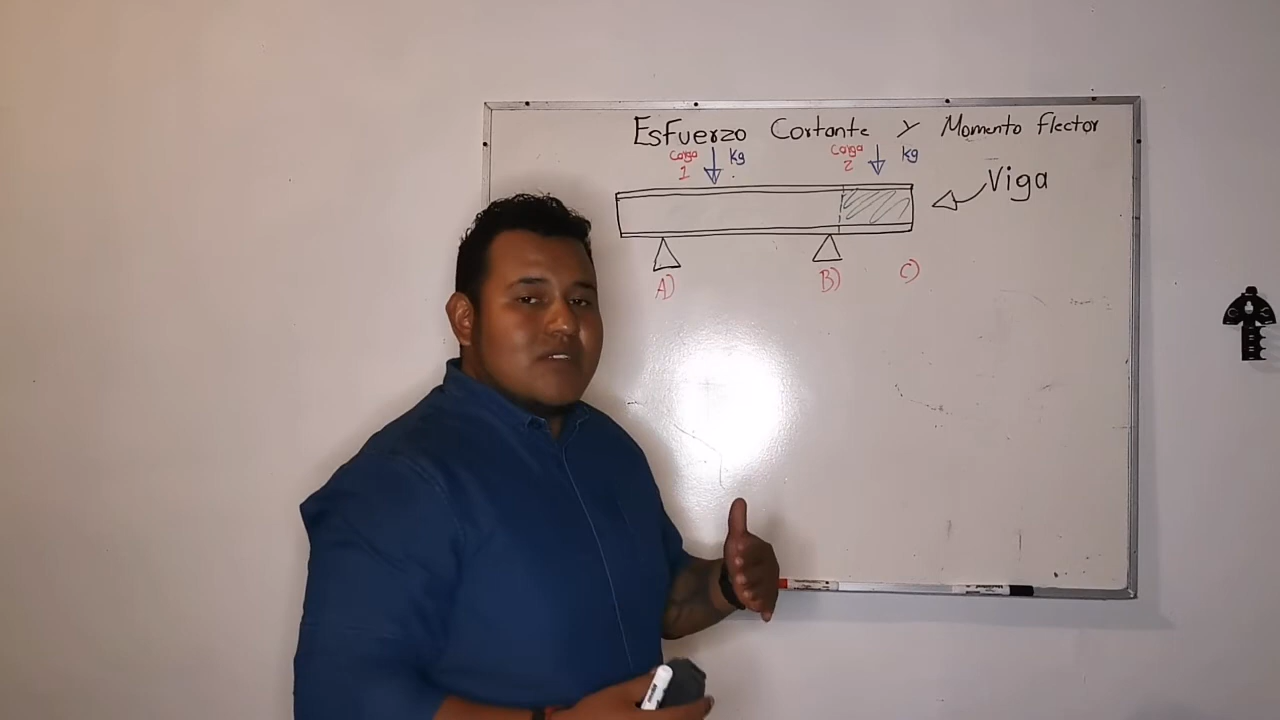 Esfuerzo Cortante y Momento flector
Carga 1 kg
Carga 2 kg
Viga
A) B) C)